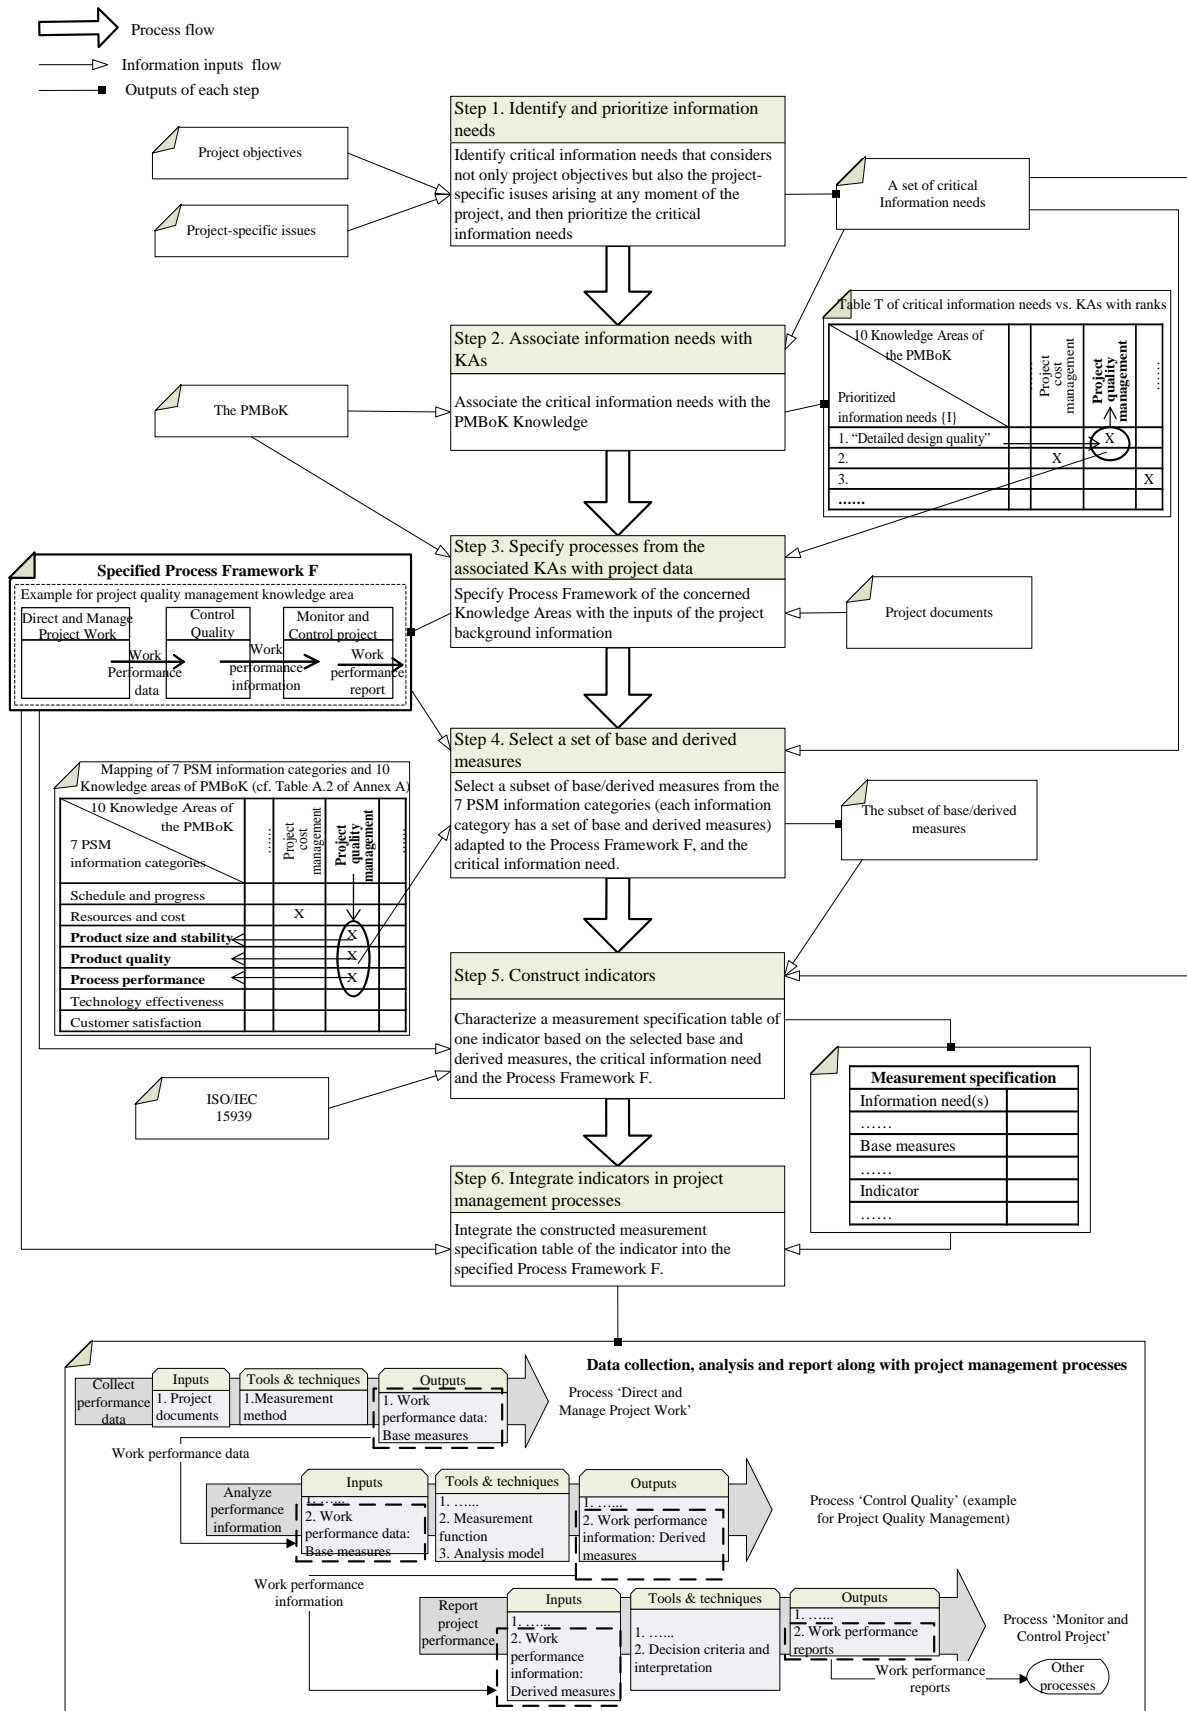 Process flow
Information inputs flow
Outputs of each step
Step 1. Identify and prioritize information
needs
Identify critical information needs that considers
not only project objectives but also the project-
specific isuses arising at any moment of the
project, and then prioritize the critical
information needs
Project objectives
Project-specific issues
A set of critical
Information needs
Step 2. Associate information needs with
KAs
Associate the critical information needs with the
PMBoK Knowledge
The PMBoK
Table T of critical information needs vs. KAs with ranks
10 Knowledge Areas of
the PMBoK
Prioritized
information needs {I}
......
Project
cost
management
Project
quality
management
......
1. “Detailed design quality”
X
2.
X
3.
X
......
Step 3. Specify processes from the
associated KAs with project data
Specify Process Framework of the concerned
Knowledge Areas with the inputs of the project
background information
Project documents
Specified Process Framework F
Example for project quality management knowledge area
Direct and Manage
Project Work
Control
Quality
Monitor and
Control project
Work
Performance
data
Work
performance
information
Work
performance
report
Step 4. Select a set of base and derived
measures
Select a subset of base/derived measures from the
7 PSM information categories (each information
category has a set of base and derived measures)
adapted to the Process Framework F, and the
critical information need.
The subset of base/derived
measures
Mapping of 7 PSM information categories and 10
Knowledge areas of PMBoK (cf. Table A.2 of Annex A)
10 Knowledge Areas of
the PMBoK
7 PSM
information categories
......
Project
cost
management
Project
quality
management
......
Schedule and progress
Resources and cost
X
Product size and stability
X
Product quality
X
Process performance
X
Technology effectiveness
Customer satisfaction
Step 5. Construct indicators
Characterize a measurement specification table of
one indicator based on the selected base and
derived measures, the critical information need
and the Process Framework F.
ISO/IEC
15939
Measurement specification
Information need(s)
......
Base measures
......
Indicator
......
Step 6. Integrate indicators in project
management processes
Integrate the constructed measurement
specification table of the indicator into the
specified Process Framework F.
Data collection, analysis and report along with project management processes
Collect
performance
data
Inputs
1. Project
documents
Tools & techniques
1.Measurement
method
Outputs
1. Work
performance data:
Base measures
Process ‘Direct and
Manage Project Work’
Work performance data
Analyze
performance
information
Inputs
1. ......
2. Work
performance data:
Base measures
Tools & techniques
1. ......
2. Measurement
function
3. Analysis model
Outputs
1. ......
2. Work performance
information: Derived
measures
Process ‘Control Quality’ (example
for Project Quality Management)
Work performance
information
Report
project
performance
Inputs
1. ......
2. Work
performance
information:
Derived measures
Tools & techniques
1. ......
2. Decision criteria and
interpretation
Outputs
1. ......
2. Work performance
reports
Process ‘Monitor and
Control Project’
Work performance
reports
Other
processes